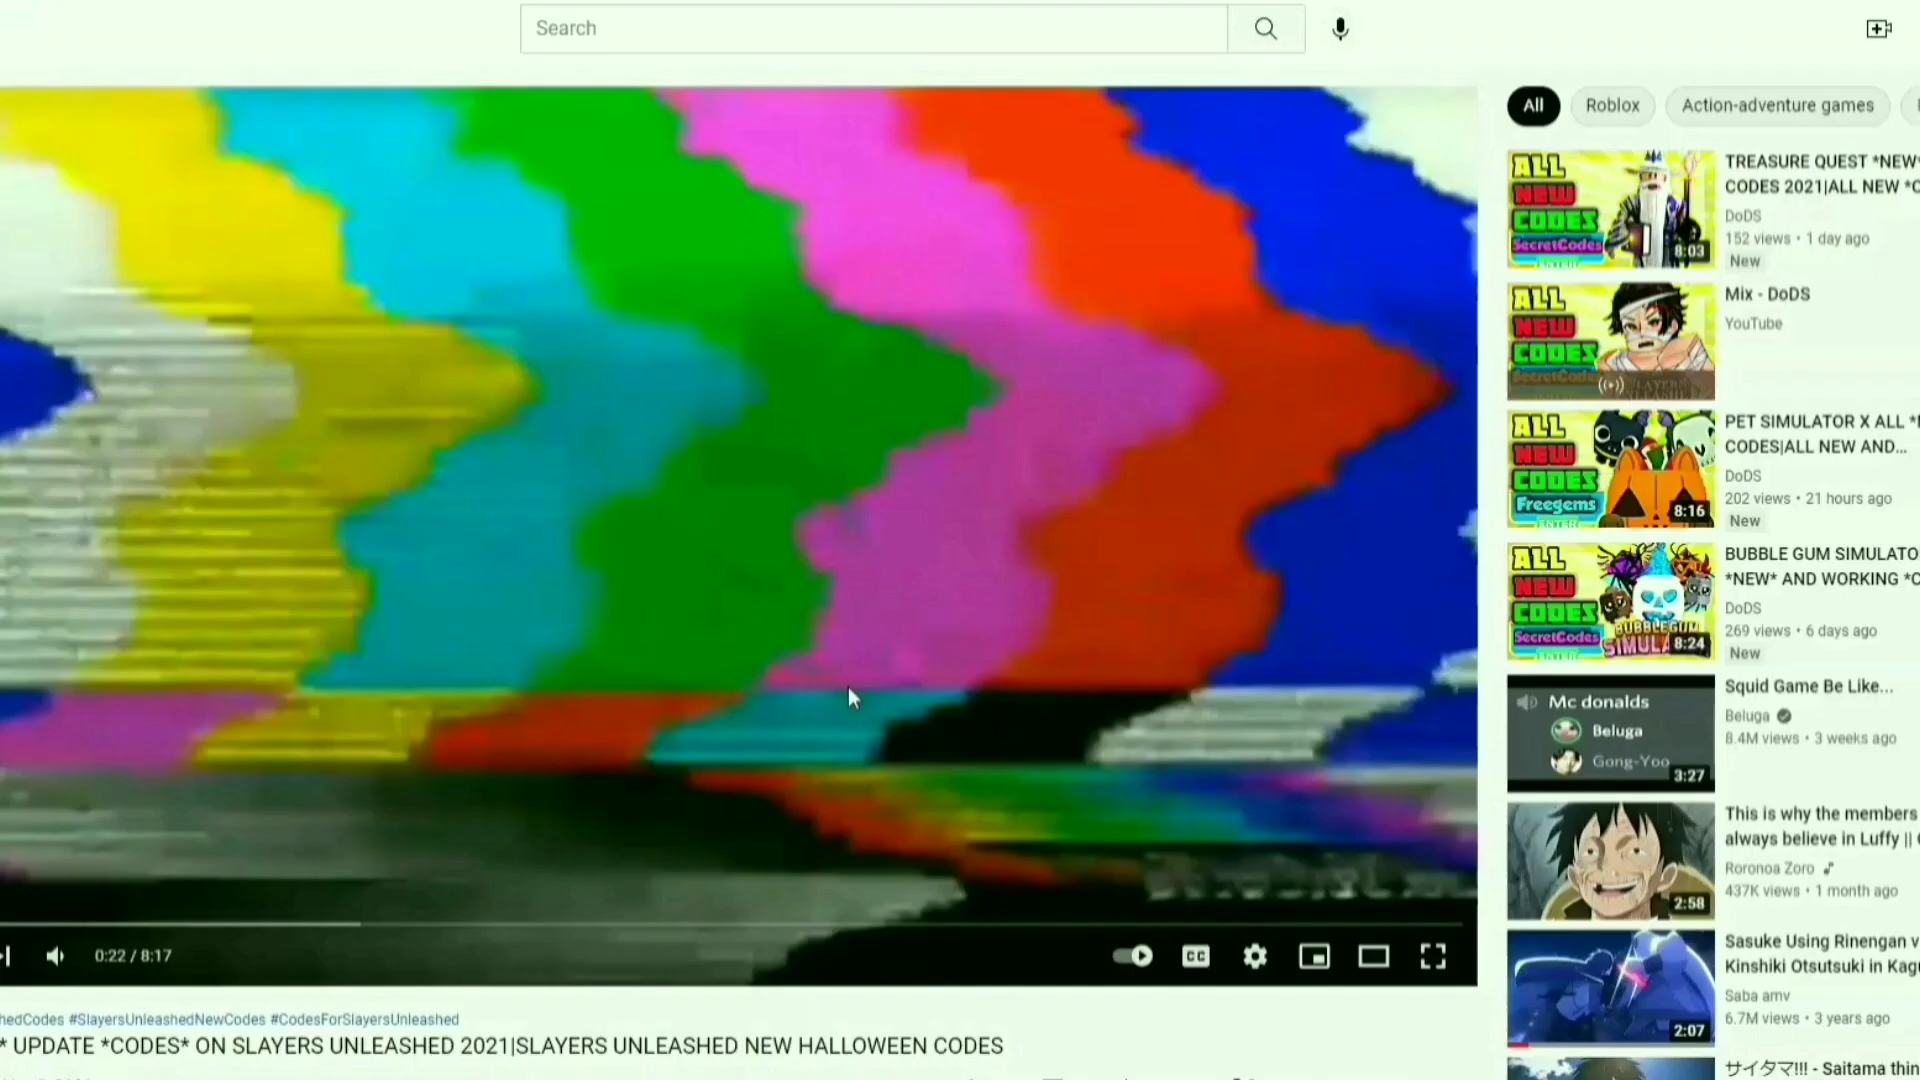 Search
All
Roblox
Action-adventure games
ALL
NEW
CODES
SecretCodes
8:03
TREASURE QUEST *NEW*
CODES 2021|ALL NEW *C
DoDS
152 views • 1 day ago
New
ALL
NEW
CODES
SecretCodes
Mix - DoDS
YouTube
ALL
NEW
CODES
Freegems
ENTER
8:16
PET SIMULATOR X ALL *
CODES|ALL NEW AND...
DoDS
202 views • 21 hours ago
New
ALL
NEW
CODES
SecretCodes
BUBBLE GUM
SIMULA
8:24
BUBBLE GUM SIMULATO
*NEW* AND WORKING *C
DoDS
269 views • 6 days ago
New
Mc donalds
Beluga
Gong-Yoo
3:27
Squid Game Be Like...
Beluga
8.4M views • 3 weeks ago
2:58
This is why the members
always believe in Luffy ||
Roronoa Zoro
437K views • 1 month ago
2:07
Sasuke Using Rinengan v
Kinshiki Otsutsuki in Kag
Saba amv
6.7M views • 3 years ago
サイタマ!!! - Saitama thin
0:22 / 8:17
CC
hedCodes #SlayersUnleashedNewCodes #CodesForSlayersUnleashed
* UPDATE *CODES* ON SLAYERS UNLEASHED 2021|SLAYERS UNLEASHED NEW HALLOWEEN CODES